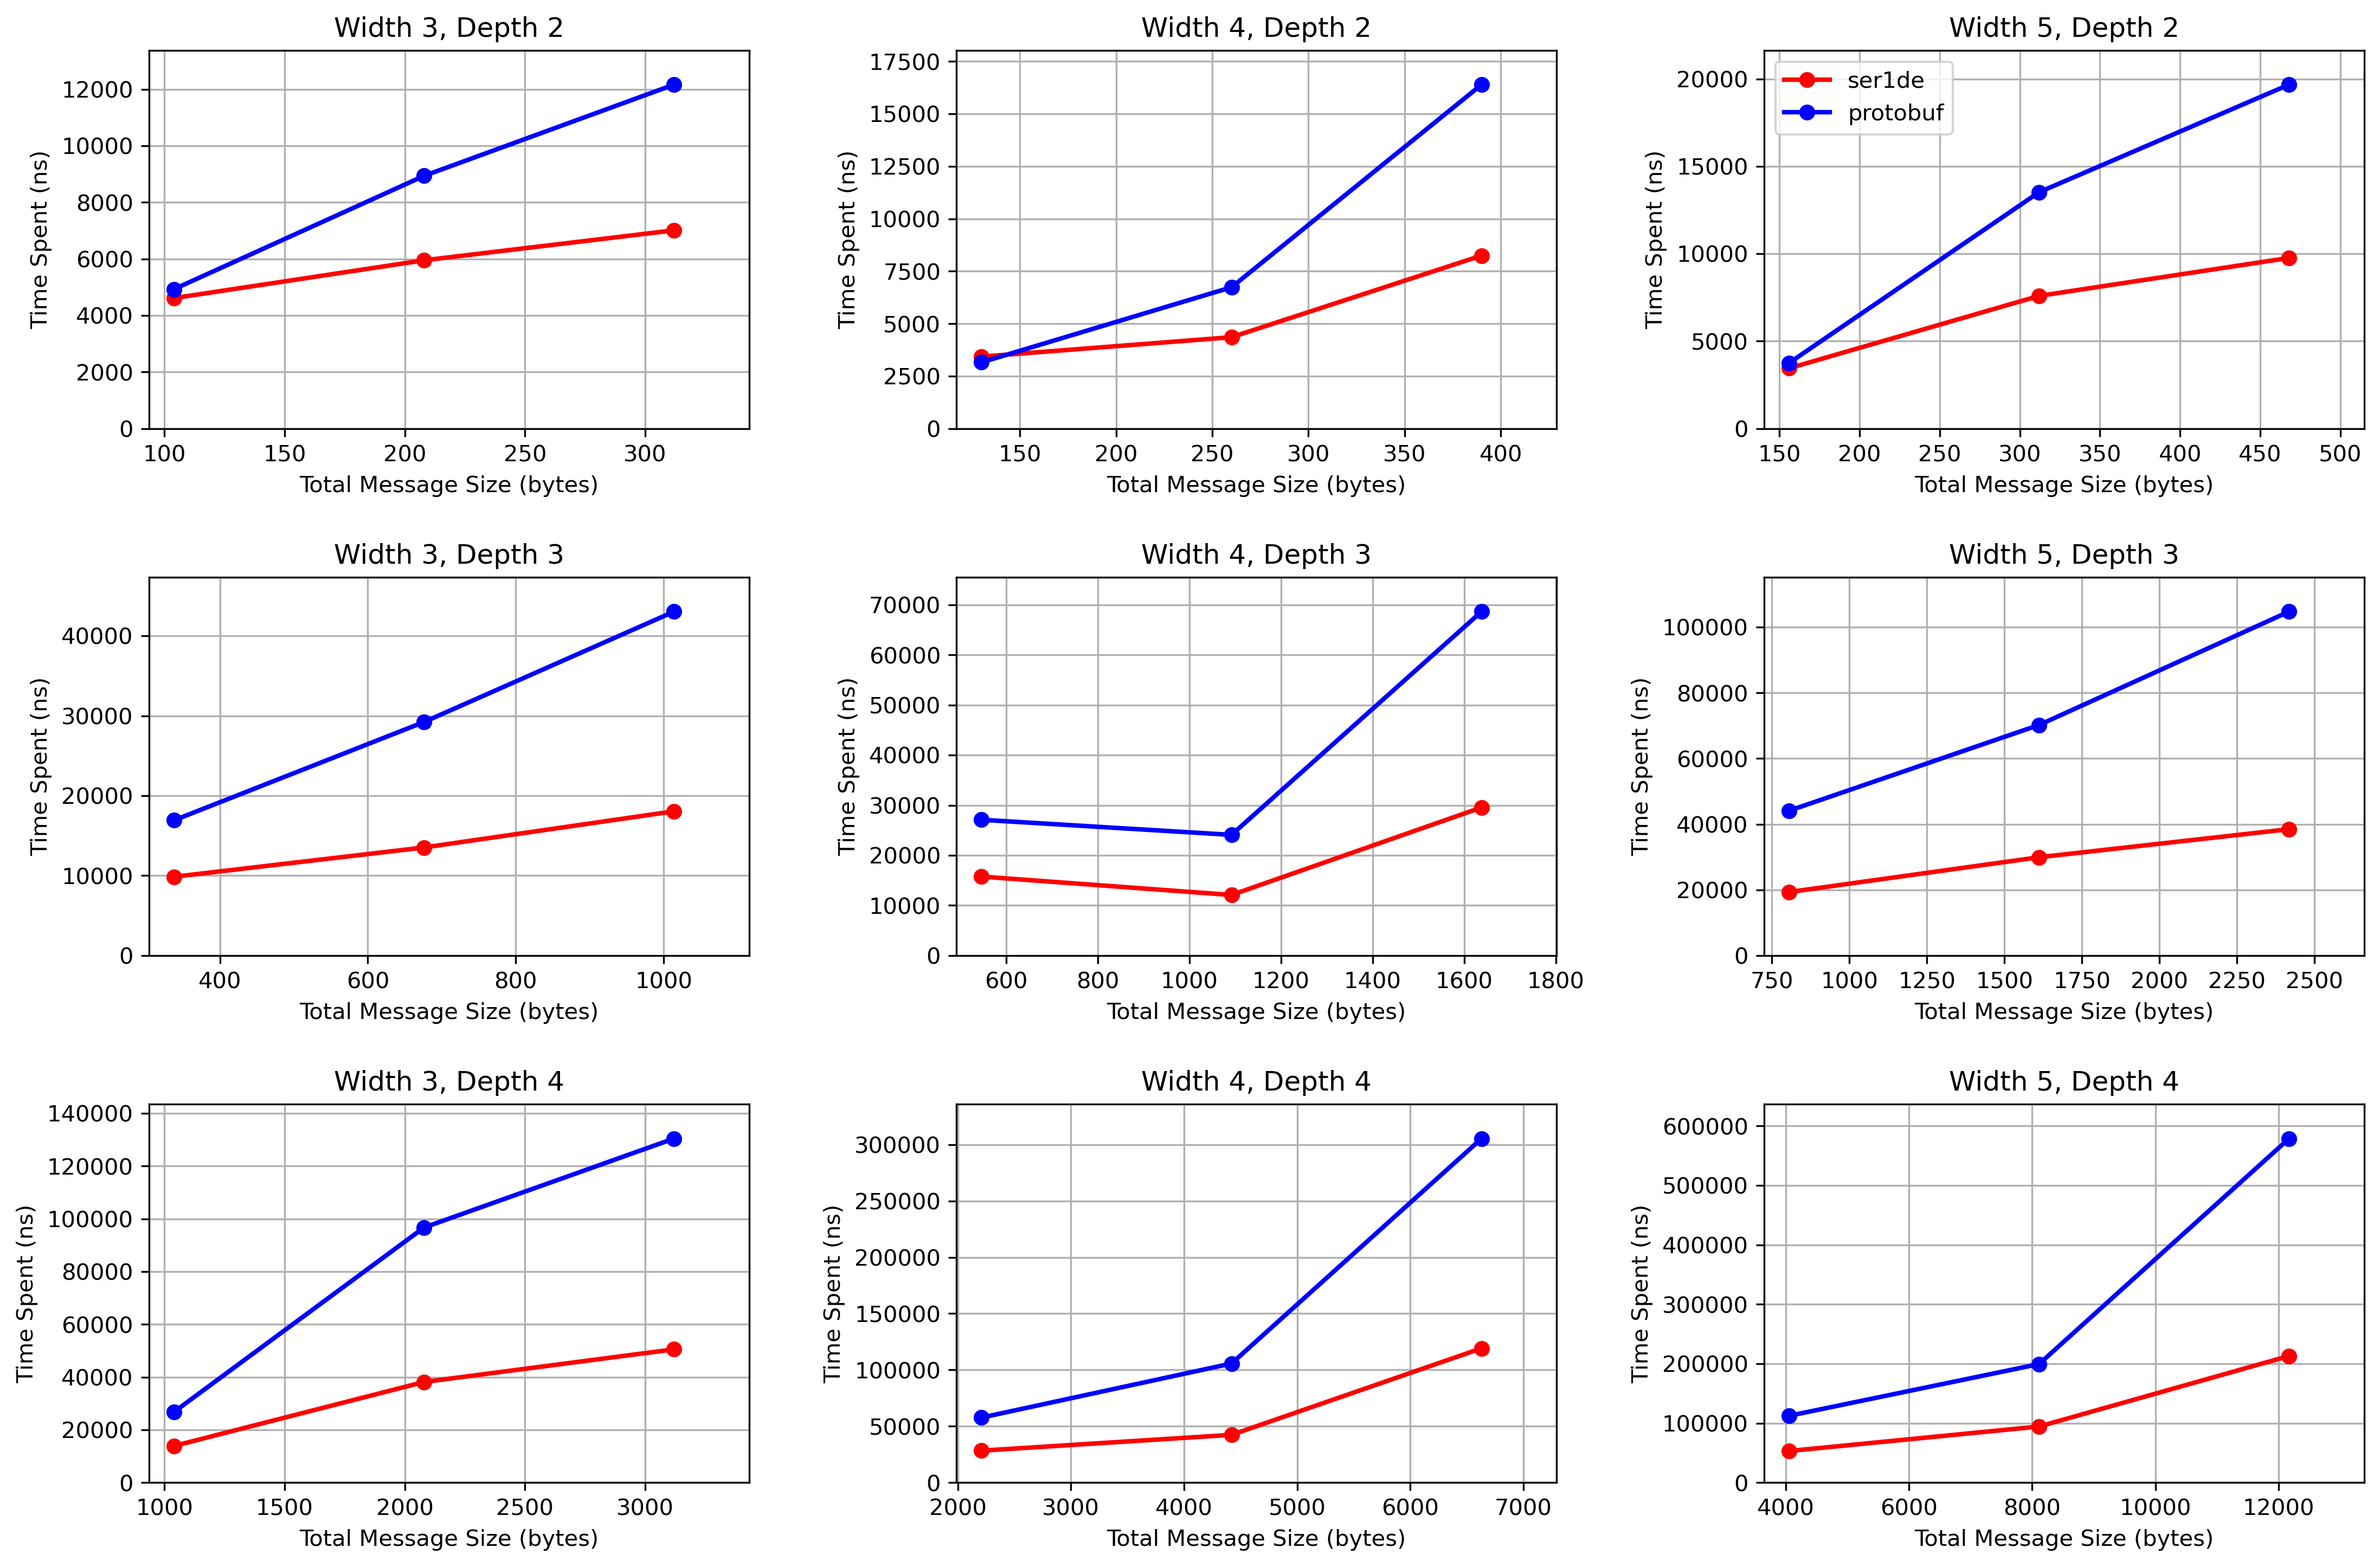 Width 3, Depth 2
Time Spent (ns)
12000
10000
8000
6000
4000
2000
0
100 150 200 250 300
Total Message Size (bytes)
Width 4, Depth 2
Time Spent (ns)
17500
15000
12500
10000
7500
5000
2500
0
150 200 250 300 350 400
Total Message Size (bytes)
Width 5, Depth 2
ser1de
protobuf
Time Spent (ns)
20000
15000
10000
5000
0
150 200 250 300 350 400 450 500
Total Message Size (bytes)
Width 3, Depth 3
Time Spent (ns)
40000
30000
20000
10000
0
400 600 800 1000
Total Message Size (bytes)
Width 4, Depth 3
Time Spent (ns)
70000
60000
50000
40000
30000
20000
10000
0
600 800 1000 1200 1400 1600 1800
Total Message Size (bytes)
Width 5, Depth 3
Time Spent (ns)
100000
80000
60000
40000
20000
0
750 1000 1250 1500 1750 2000 2250 2500
Total Message Size (bytes)
Width 3, Depth 4
Time Spent (ns)
140000
120000
100000
80000
60000
40000
20000
0
1000 1500 2000 2500 3000
Total Message Size (bytes)
Width 4, Depth 4
Time Spent (ns)
300000
250000
200000
150000
100000
50000
0
2000 3000 4000 5000 6000 7000
Total Message Size (bytes)
Width 5, Depth 4
Time Spent (ns)
600000
500000
400000
300000
200000
100000
0
4000 6000 8000 10000 12000
Total Message Size (bytes)